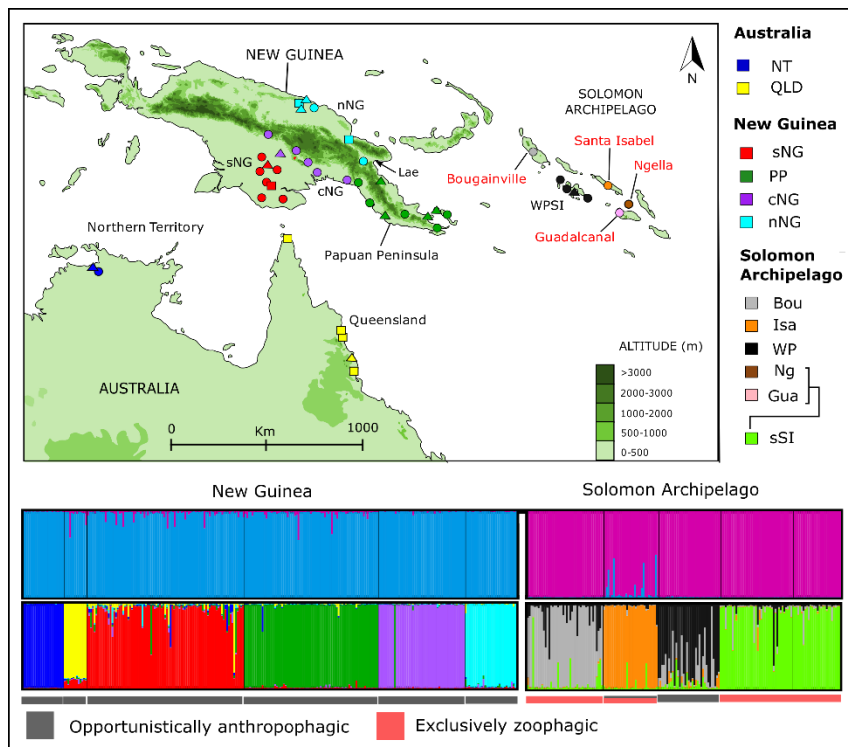 NEW GUINEA
nNG
sNG
cNG
Lae
Papuan Peninsula
Northern Territory
Queensland
AUSTRALIA
0
Km
1000
N
SOLOMON
ARCHIPELAGO
Santa Isabel
Ngella
Bougainville
WPSI
Guadalcanal
ALTITUDE (m)
>3000
2000-3000
1000-2000
500-1000
0-500
Australia
NT
QLD
New Guinea
sNG
PP
cNG
nNG
Solomon
Archipelago
Bou
Isa
WP
Ng
Gua
sSI
New Guinea
Solomon Archipelago
Opportunistically anthropophagic
Exclusively zoophagic